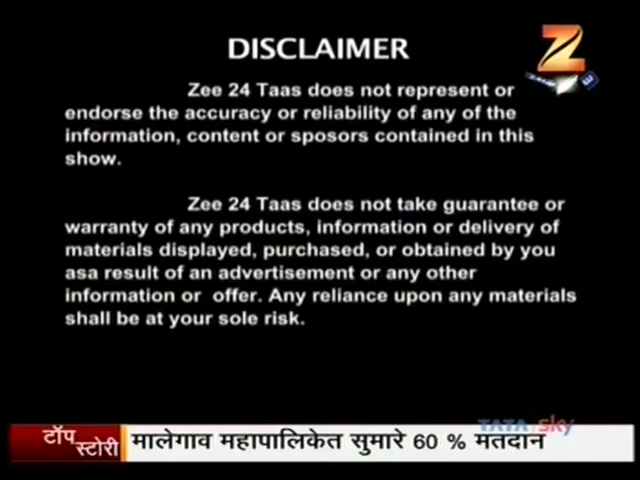 DISCLAIMER
Zee 24 Taas does not represent or
endorse the accuracy or reliability of any of the
information, content or sposors contained in this
show.
Zee 24 Taas does not take guarantee or
warranty of any products, information or delivery of
materials displayed, purchased, or obtained by you
asa result of an advertisement or any other
information or offer. Any reliance upon any materials
shall be at your sole risk.
TATA sky
टॉप
स्टोरी
मालेगाव महापालिकेत सुमारे 60 % मतदान